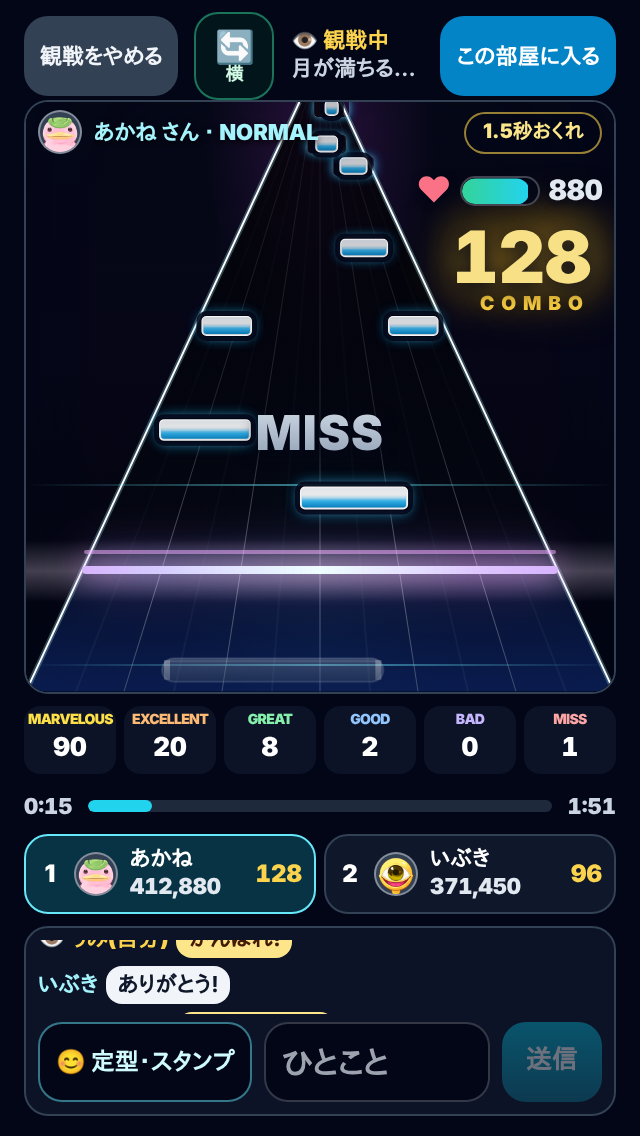 観戦をやめる
横
観戦中
月が満ちる…
この部屋に入る
あかね さん・NORMAL
1.5秒おくれ
880
128
COMBO
MISS
MARVELOUS
90
EXCELLENT
20
GREAT
8
GOOD
2
BAD
0
MISS
1
0:15
1:51
1
あかね
412,880
128
2
いぶき
371,450
96
いぶき
ありがとう!
定型・スタンプ
ひとこと
送信